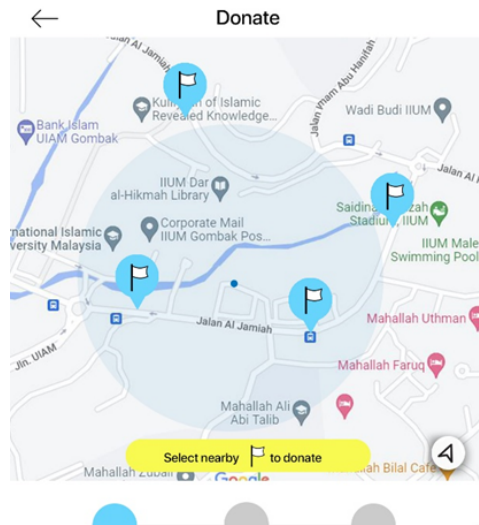 Donate
Jalan Al Jamiah
Kulliyyah of Islamic
Revealed Knowledge...
Jalan Imam Abu Hanifah
Wadi Budi IIUM
Bank Islam
UIAM Gombak
Jalan Al
IIUM Dar
al-Hikmah Library
Saidina
zah
Stadium, IIUM
rnational Islamic
versity Malaysia
Corporate Mail
IIUM Gombak Pos...
IIUM Male
Swimming Pool
Jalan Al Jamiah
Mahallah Uthman
Jln. UIAM
Mahallah Faruq
Mahallah Ali
Abi Talib
Select nearby to donate
Mahallah Zubair
Google
ah Bilal Cafe